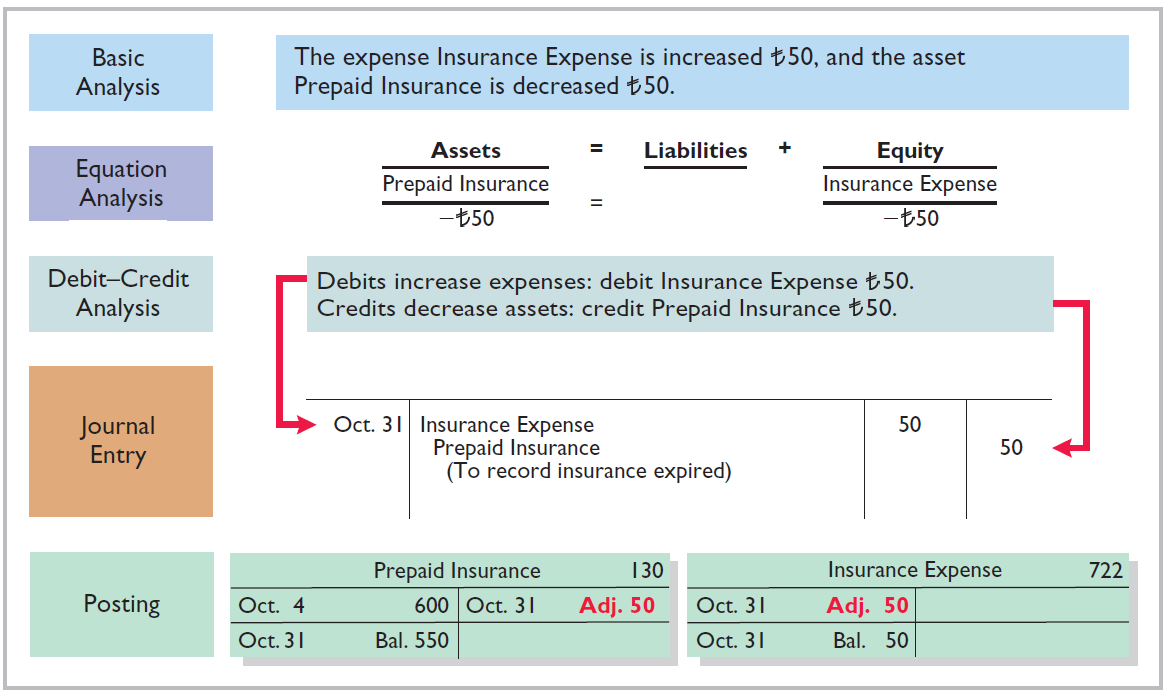 Basic
Analysis
The expense Insurance Expense is increased ₺50, and the asset
Prepaid Insurance is decreased ₺50.
Equation
Analysis
Assets = Liabilities + Equity
Prepaid Insurance = Insurance Expense
−₺50 −₺50
Debit–Credit
Analysis
Debits increase expenses: debit Insurance Expense ₺50.
Credits decrease assets: credit Prepaid Insurance ₺50.
Journal
Entry
Oct. 31 Insurance Expense 50
Prepaid Insurance 50
(To record insurance expired)
Posting
Prepaid Insurance 130
Oct. 4 600 Oct. 31 Adj. 50
Oct. 31 Bal. 550
Insurance Expense 722
Oct. 31 Adj. 50
Oct. 31 Bal. 50